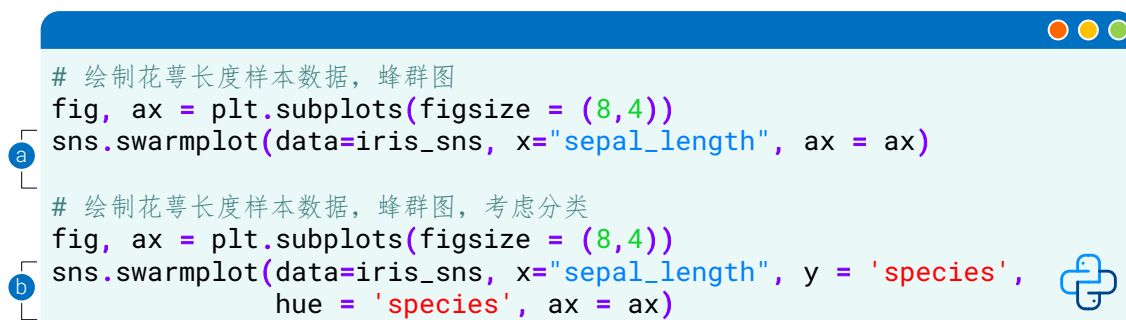 # 绘制花萼长度样本数据，蜂群图
fig, ax = plt.subplots(figsize = (8,4))
a
sns.swarmplot(data=iris_sns, x="sepal_length", ax = ax)
# 绘制花萼长度样本数据，蜂群图，考虑分类
fig, ax = plt.subplots(figsize = (8,4))
b
sns.swarmplot(data=iris_sns, x="sepal_length", y = 'species',
hue = 'species', ax = ax)